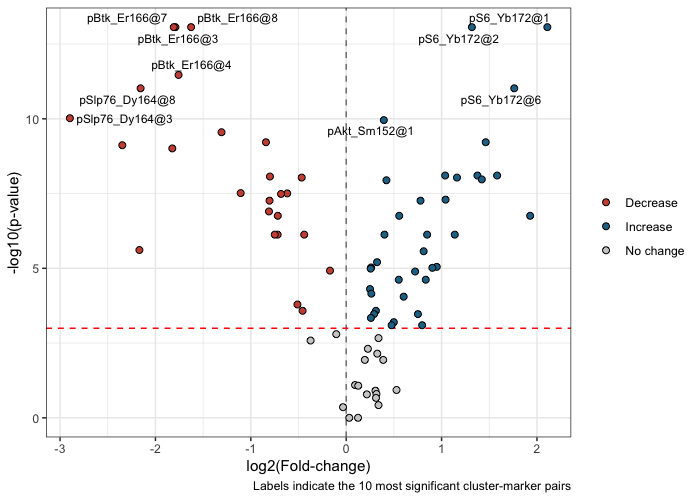 pBtk_Er166@7
pBtk_Er166@8
pS6_Yb172@1
pBtk_Er166@3
pS6_Yb172@2
pBtk_Er166@4
pSlp76_Dy164@8
pS6_Yb172@6
pSlp76_Dy164@3
pAkt_Sm152@1
10
5
0
-log10(p-value)
-3
-2
-1
0
1
2
log2(Fold-change)
Decrease
Increase
No change
Labels indicate the 10 most significant cluster-marker pairs